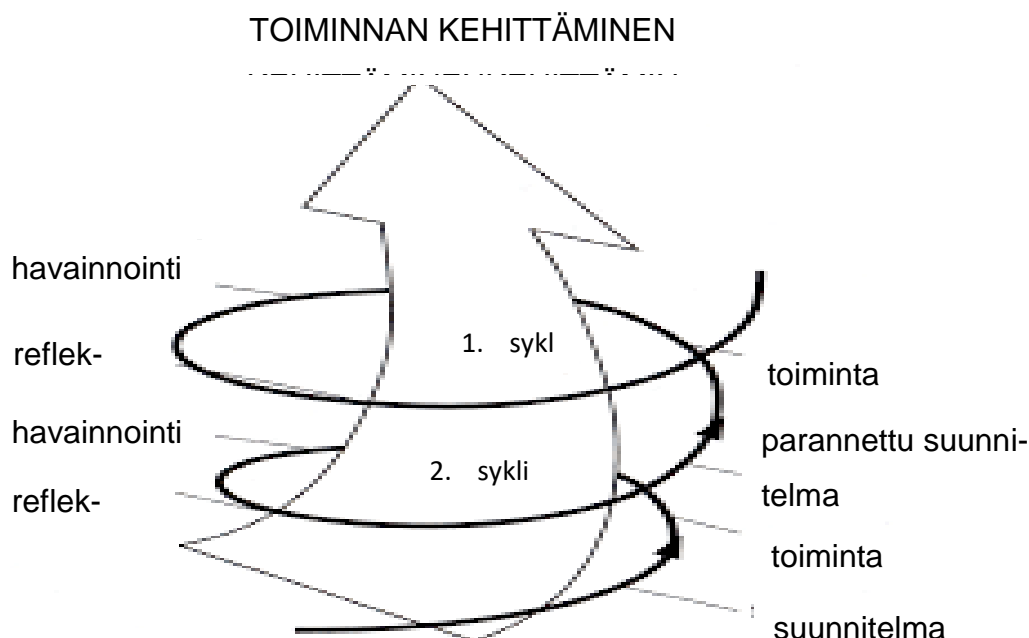 TOIMINNAN KEHITTÄMINEN
havainnointi
reflek-
havainnointi
reflek-
1. sykl
2. sykli
toiminta
parannettu suunni-
telma
toiminta
suunnitelma